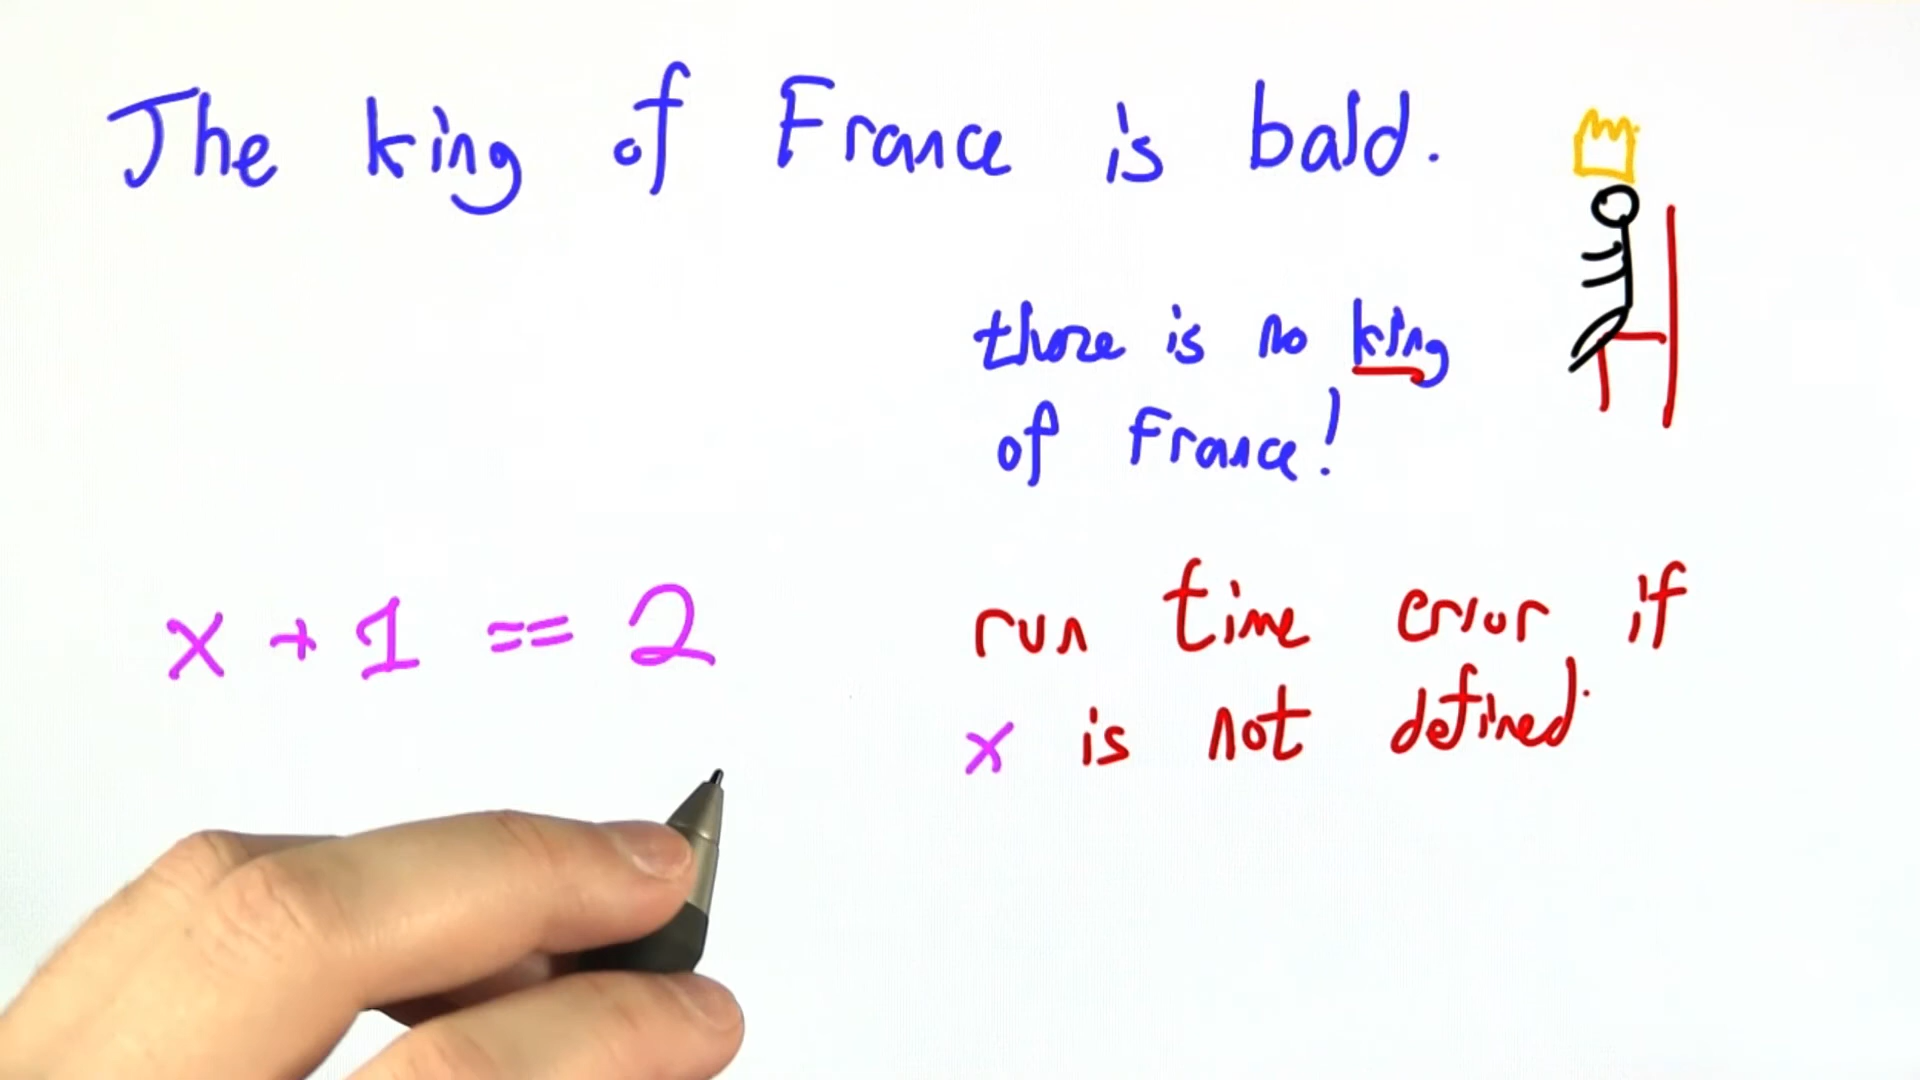 The king of France is bald.
there is no king
of France!
x + 1 == 2
run time error if
x is not defined.